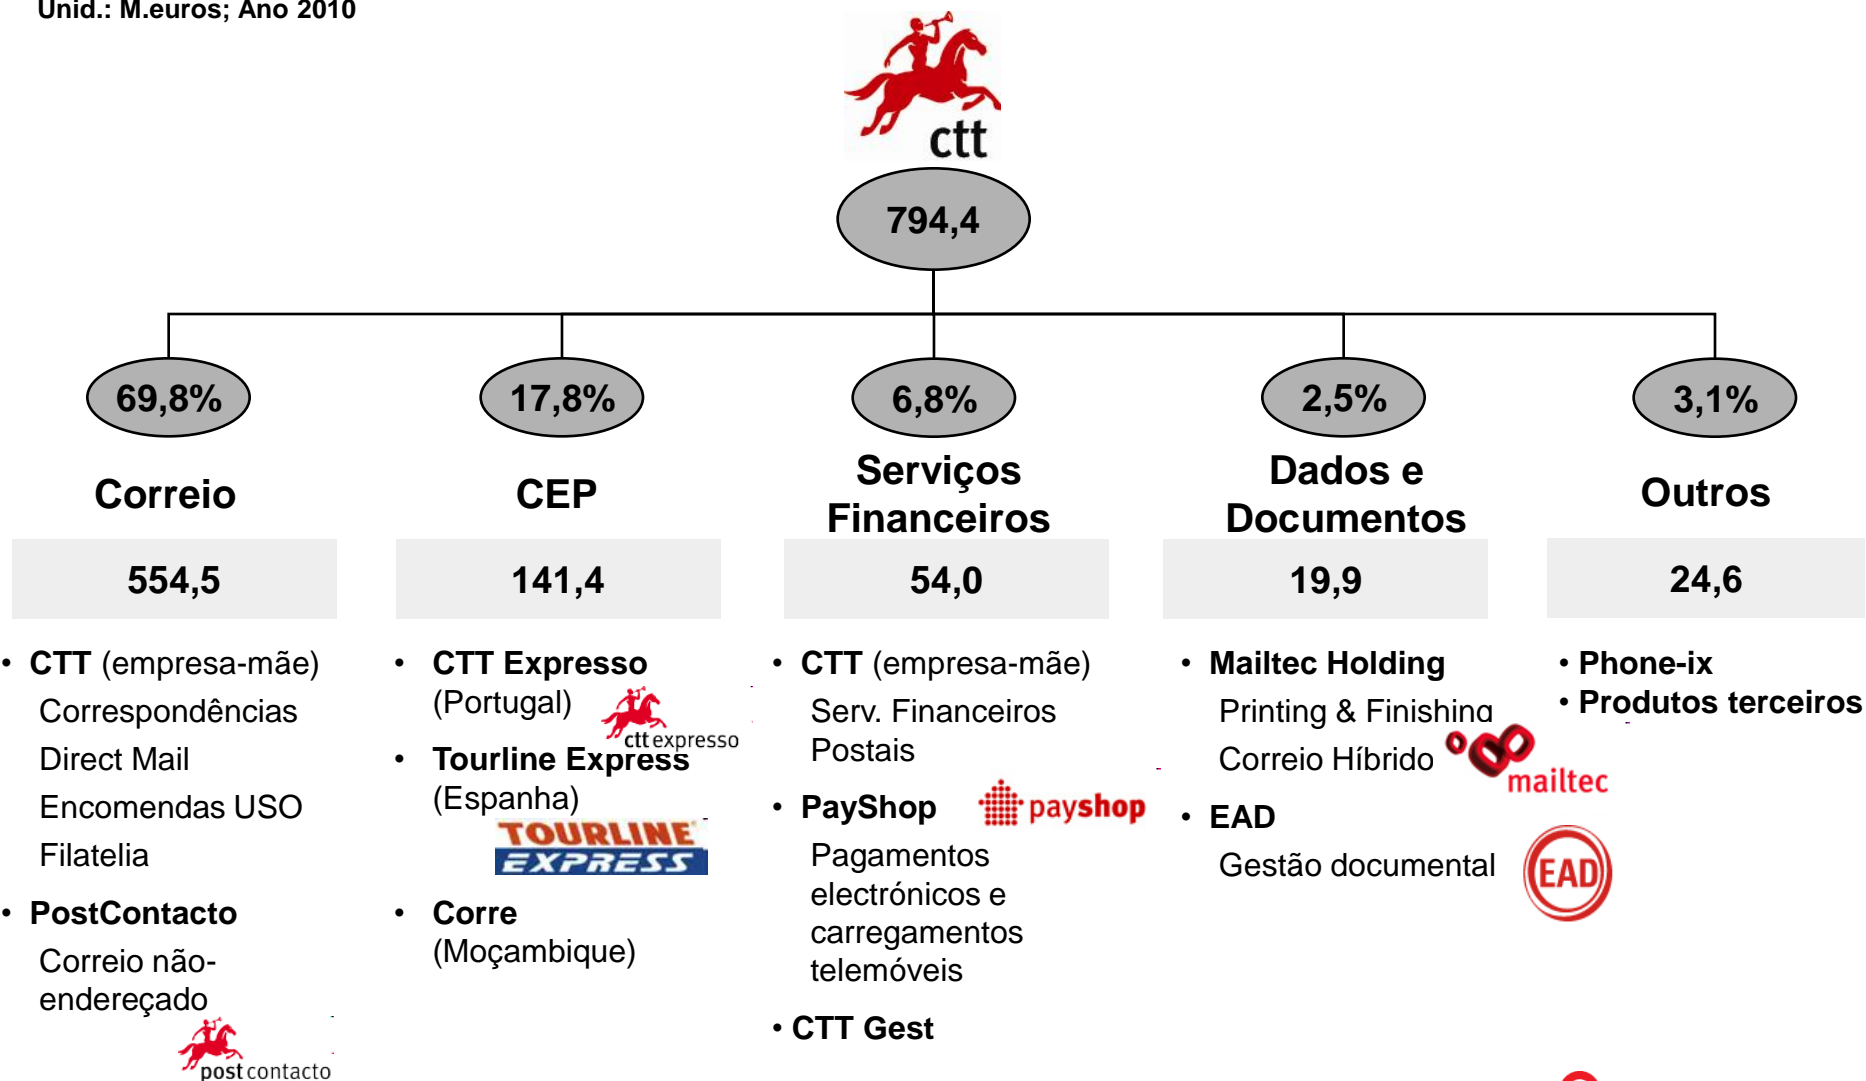 Unid.: M.euros; Ano 2010
ctt
794,4
69,8%
17,8%
6,8%
2,5%
3,1%
Correio
CEP
Serviços
Financeiros
Dados e
Documentos
Outros
554,5
141,4
54,0
19,9
24,6
• CTT (empresa-mãe)
Correspondências
Direct Mail
Encomendas USO
Filatelia
• PostContacto
Correio não-
endereçado
post contacto
• CTT Expresso
(Portugal)
ctt expresso
• Tourline Express
(Espanha)
TOURLINE
EXPRESS
• Corre
(Moçambique)
• CTT (empresa-mãe)
Serv. Financeiros
Postais
• PayShop
payshop
Pagamentos
electrónicos e
carregamentos
telemóveis
• CTT Gest
• Mailtec Holding
Printing & Finishing
Correio Híbrido
mailtec
• EAD
Gestão documental
EAD
• Phone-ix
• Produtos terceiros